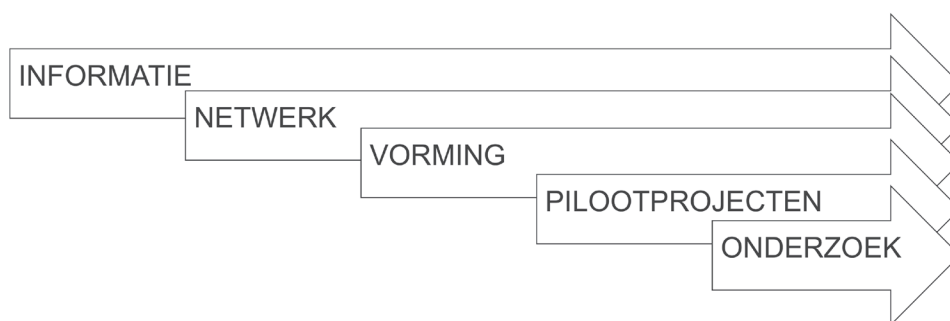 INFORMATIE
NETWERK
VORMING
PILOOTPROJECTEN
ONDERZOEK